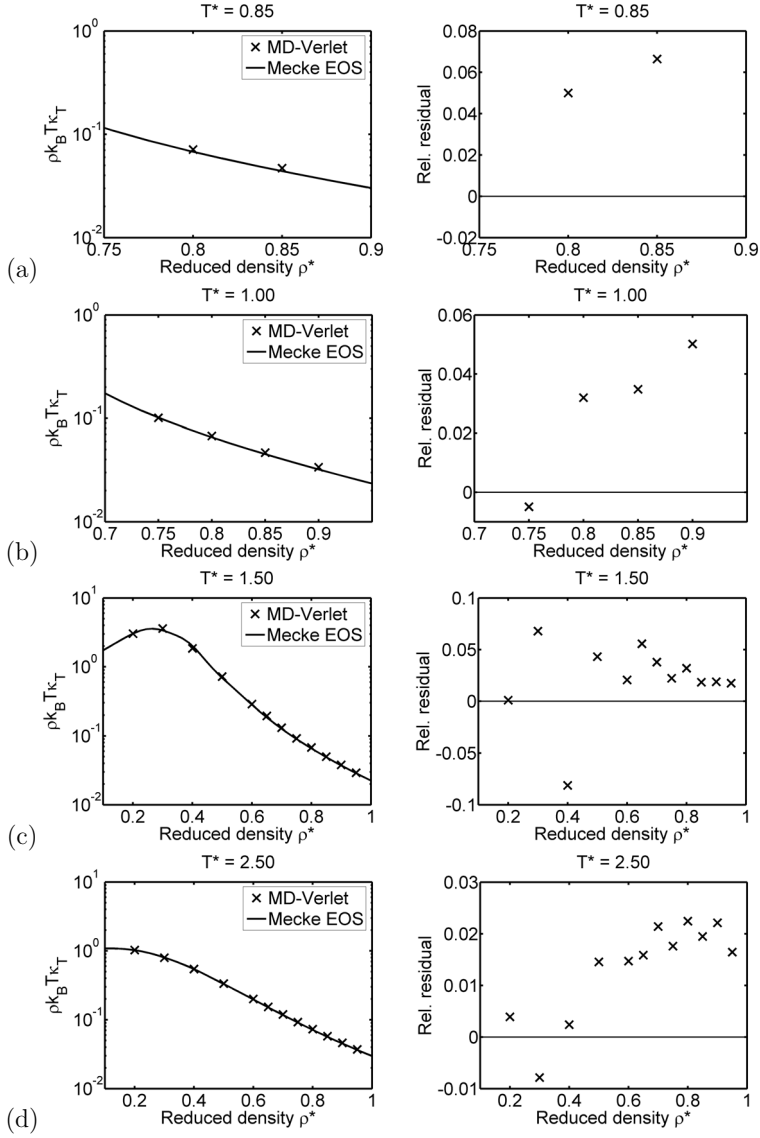 T* = 0.85
10^0
10^-1
10^-2
ρk_BTκ_T
× MD-Verlet
Mecke EOS
0.75 0.8 0.85 0.9
Reduced density ρ*
(a)
T* = 0.85
0.08
0.06
0.04
0.02
0
-0.02
Rel. residual
0.75 0.8 0.85 0.9
Reduced density ρ*
T* = 1.00
10^0
10^-1
10^-2
ρk_BTκ_T
× MD-Verlet
Mecke EOS
0.7 0.75 0.8 0.85 0.9
Reduced density ρ*
(b)
T* = 1.00
0.06
0.04
0.02
0
Rel. residual
0.7 0.75 0.8 0.85 0.9
Reduced density ρ*
T* = 1.50
10^1
10^0
10^-1
10^-2
ρk_BTκ_T
× MD-Verlet
Mecke EOS
0.2 0.4 0.6 0.8 1
Reduced density ρ*
(c)
T* = 1.50
0.1
0.05
0
-0.05
-0.1
Rel. residual
0.2 0.4 0.6 0.8 1
Reduced density ρ*
T* = 2.50
10^1
10^0
10^-1
10^-2
ρk_BTκ_T
× MD-Verlet
Mecke EOS
0.2 0.4 0.6 0.8 1
Reduced density ρ*
(d)
T* = 2.50
0.03
0.02
0.01
0
-0.01
Rel. residual
0.2 0.4 0.6 0.8 1
Reduced density ρ*